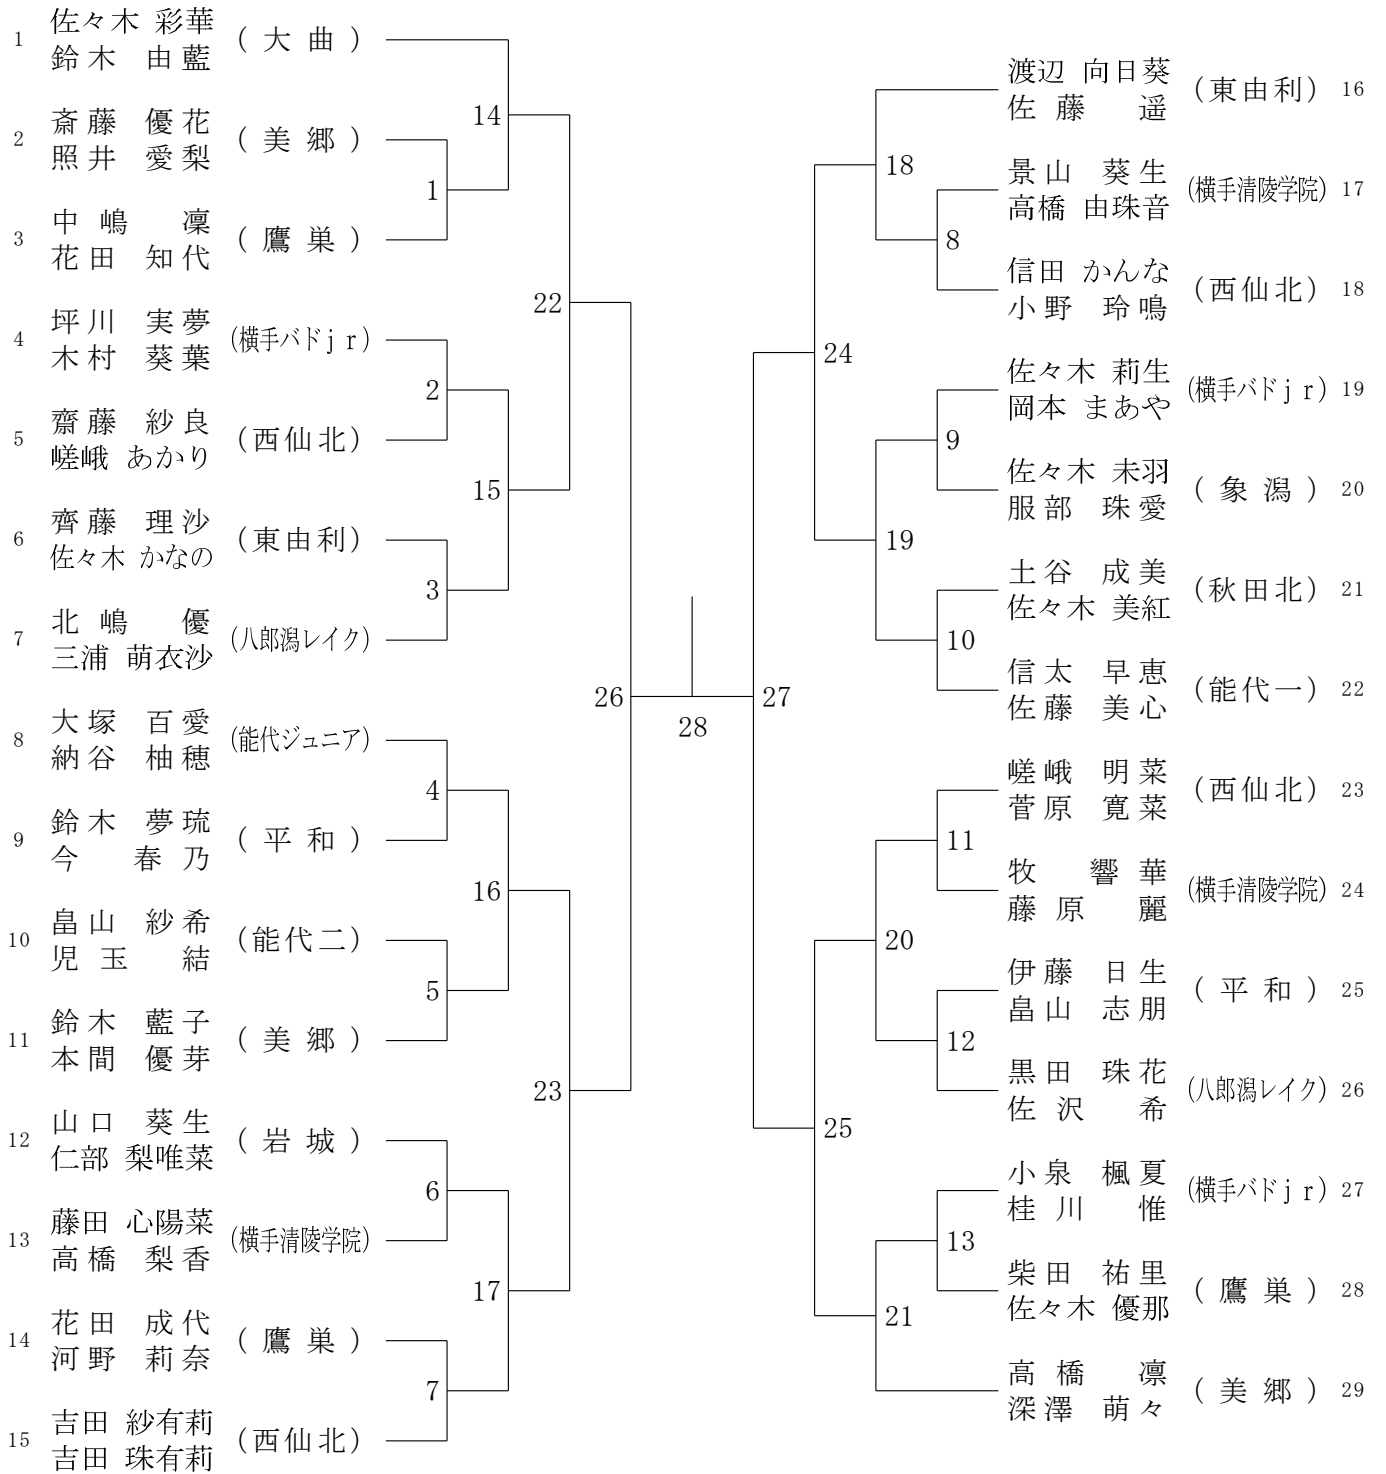 1 佐々木 彩華 (大曲)
鈴木 由藍
2 斎藤 優花 (美郷)
照井 愛梨
3 中嶋 凛 (鷹巣)
花田 知代
4 坪川 実夢 (横手バドjr)
木村 葵葉
5 齋藤 紗良 (西仙北)
嵯峨 あかり
6 齊藤 理沙 (東由利)
佐々木 かなの
7 北嶋 優 (八郎潟レイク)
三浦 萌衣沙
8 大塚 百愛 (能代ジュニア)
納谷 柚穂
9 鈴木 夢琉 (平和)
今 春乃
10 畠山 紗希 (能代二)
児玉 結
11 鈴木 藍子 (美郷)
本間 優芽
12 山口 葵生 (岩城)
仁部 梨唯菜
13 藤田 心陽菜 (横手清陵学院)
高橋 梨香
14 花田 成代 (鷹巣)
河野 莉奈
15 吉田 紗有莉 (西仙北)
吉田 珠有莉
1
2
3
4
5
6
7
14
15
16
17
22
23
26
28
27
24
25
18
19
20
21
8
9
10
11
12
13
渡辺 向日葵 (東由利) 16
佐藤 遥
景山 葵生 (横手清陵学院) 17
高橋 由珠音
信田 かんな (西仙北) 18
小野 玲鳴
佐々木 莉生 (横手バドjr) 19
岡本 まあや
佐々木 未羽 (象潟) 20
服部 珠愛
土谷 成美 (秋田北) 21
佐々木 美紅
信太 早恵 (能代一) 22
佐藤 美心
嵯峨 明菜 (西仙北) 23
菅原 寛菜
牧 響華 (横手清陵学院) 24
藤原 麗
伊藤 日生 (平和) 25
畠山 志朋
黒田 珠花 (八郎潟レイク) 26
佐沢 希
小泉 楓夏 (横手バドjr) 27
桂川 惟
柴田 祐里 (鷹巣) 28
佐々木 優那
高橋 凛 (美郷) 29
深澤 萌々